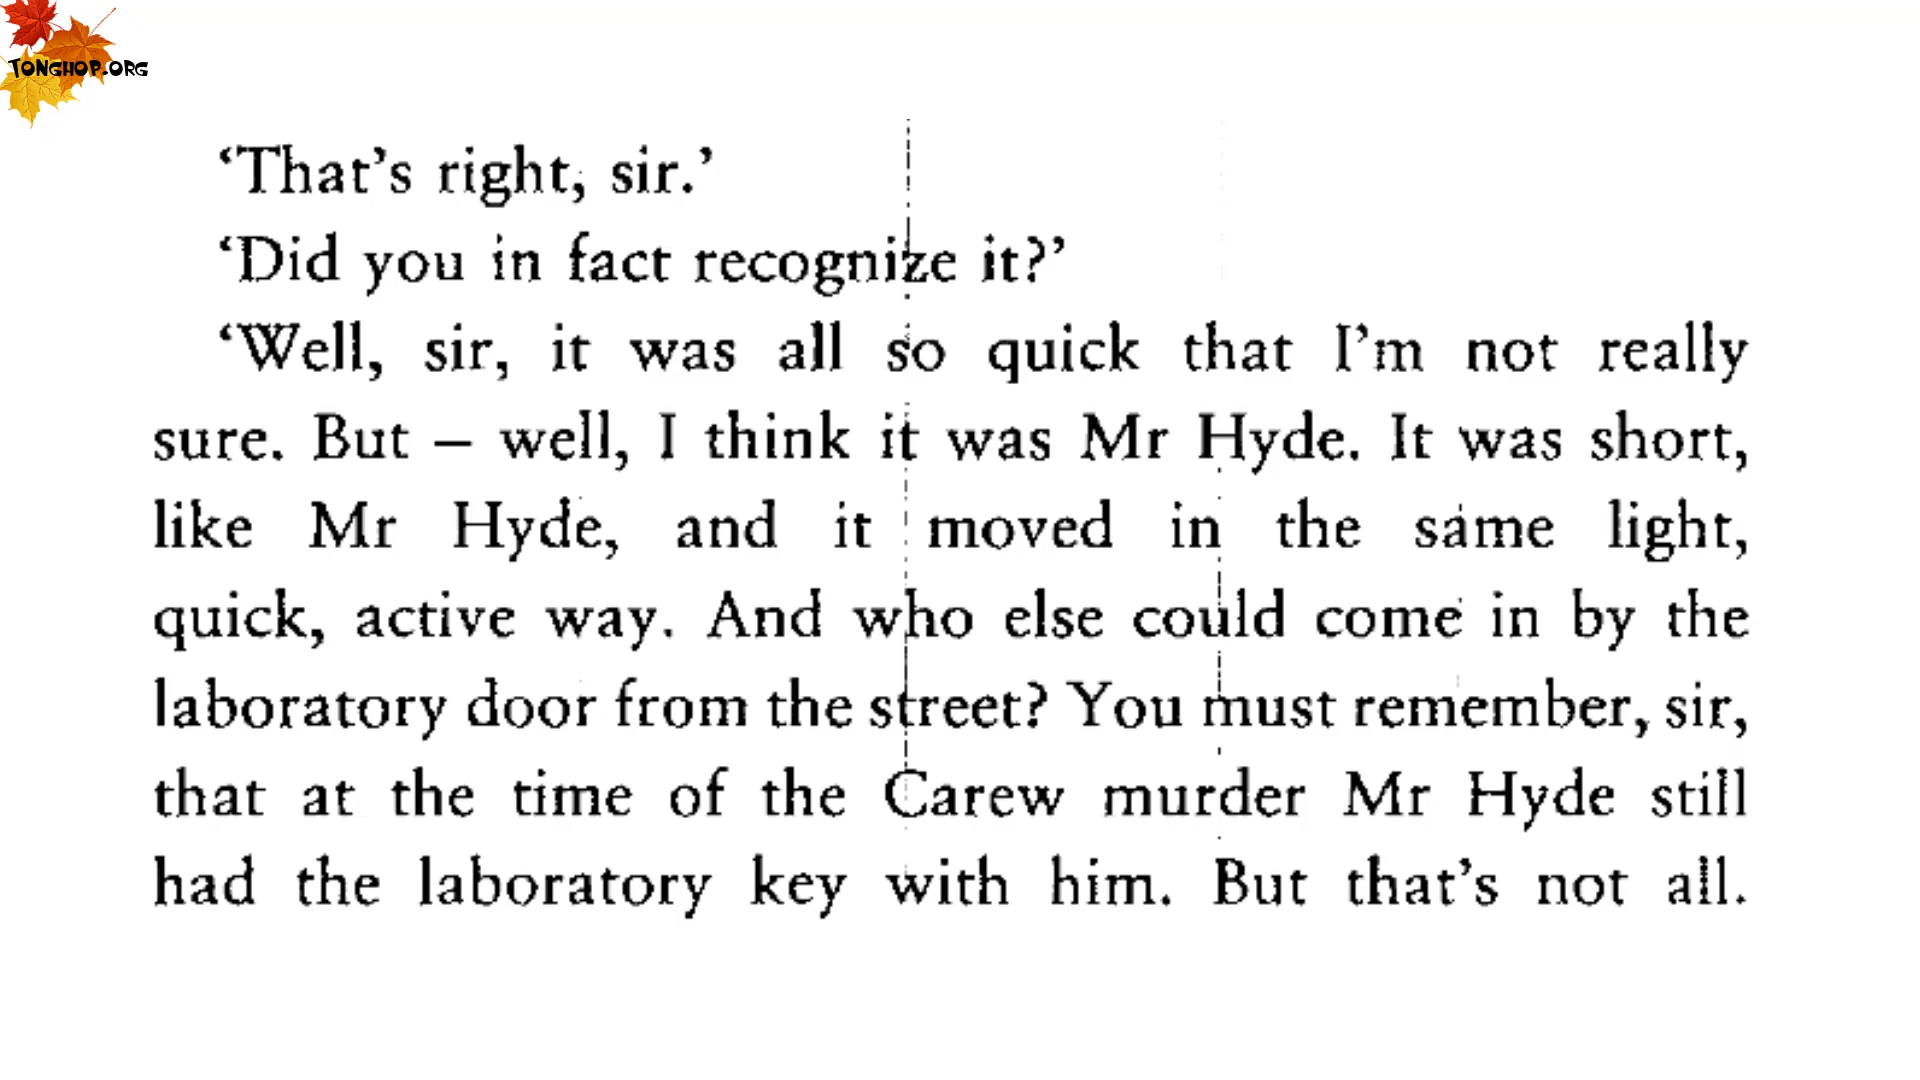 TONGHOP.ORG
‘That’s right, sir.’
‘Did you in fact recognize it?’
‘Well, sir, it was all so quick that I’m not really
sure. But – well, I think it was Mr Hyde. It was short,
like Mr Hyde, and it moved in the same light,
quick, active way. And who else could come in by the
laboratory door from the street? You must remember, sir,
that at the time of the Carew murder Mr Hyde still
had the laboratory key with him. But that’s not all.